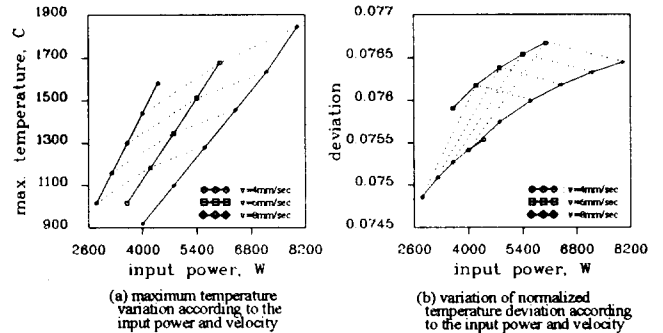 1900
1700
1500
1300
1100
900
max. temperature, C
2600 4000 5400 6800 8200
input power, W
v=4mm/sec
v=6mm/sec
v=8mm/sec
(a) maximum temperature
variation according to the
input power and velocity
0.077
0.0765
0.076
0.0755
0.075
0.0745
deviation
2600 4000 5400 6800 8200
input power, W
v=4mm/sec
v=6mm/sec
v=8mm/sec
(b) variation of normalized
temperature deviation according
to the input power and velocity